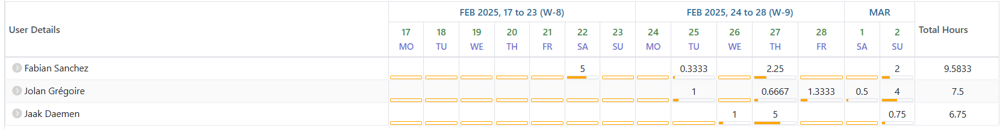 User Details FEB 2025, 17 to 23 (W-8) FEB 2025, 24 to 28 (W-9) MAR Total Hours
17 18 19 20 21 22 23 24 25 26 27 28 1 2
MO TU WE TH FR SA SU MO TU WE TH FR SA SU
Fabian Sanchez 5 0.3333 2.25 2 9.5833
Jolan Grégoire 1 0.6667 1.3333 0.5 4 7.5
Jaak Daemen 1 5 0.75 6.75